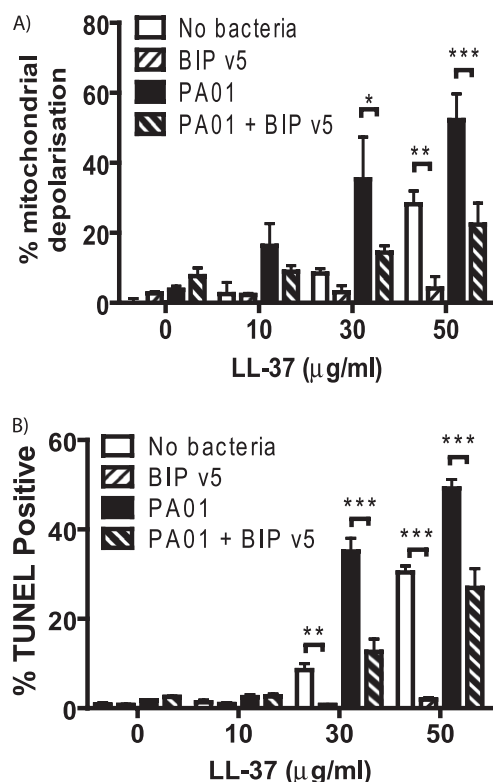 A)
No bacteria
BIP v5
PA01
PA01 + BIP v5
*
**
***
% mitochondrial
depolarisation
80
60
40
20
0
0 10 30 50
LL-37 (μg/ml)
B)
No bacteria
BIP v5
PA01
PA01 + BIP v5
**
***
***
***
% TUNEL Positive
60
40
20
0
0 10 30 50
LL-37 (μg/ml)